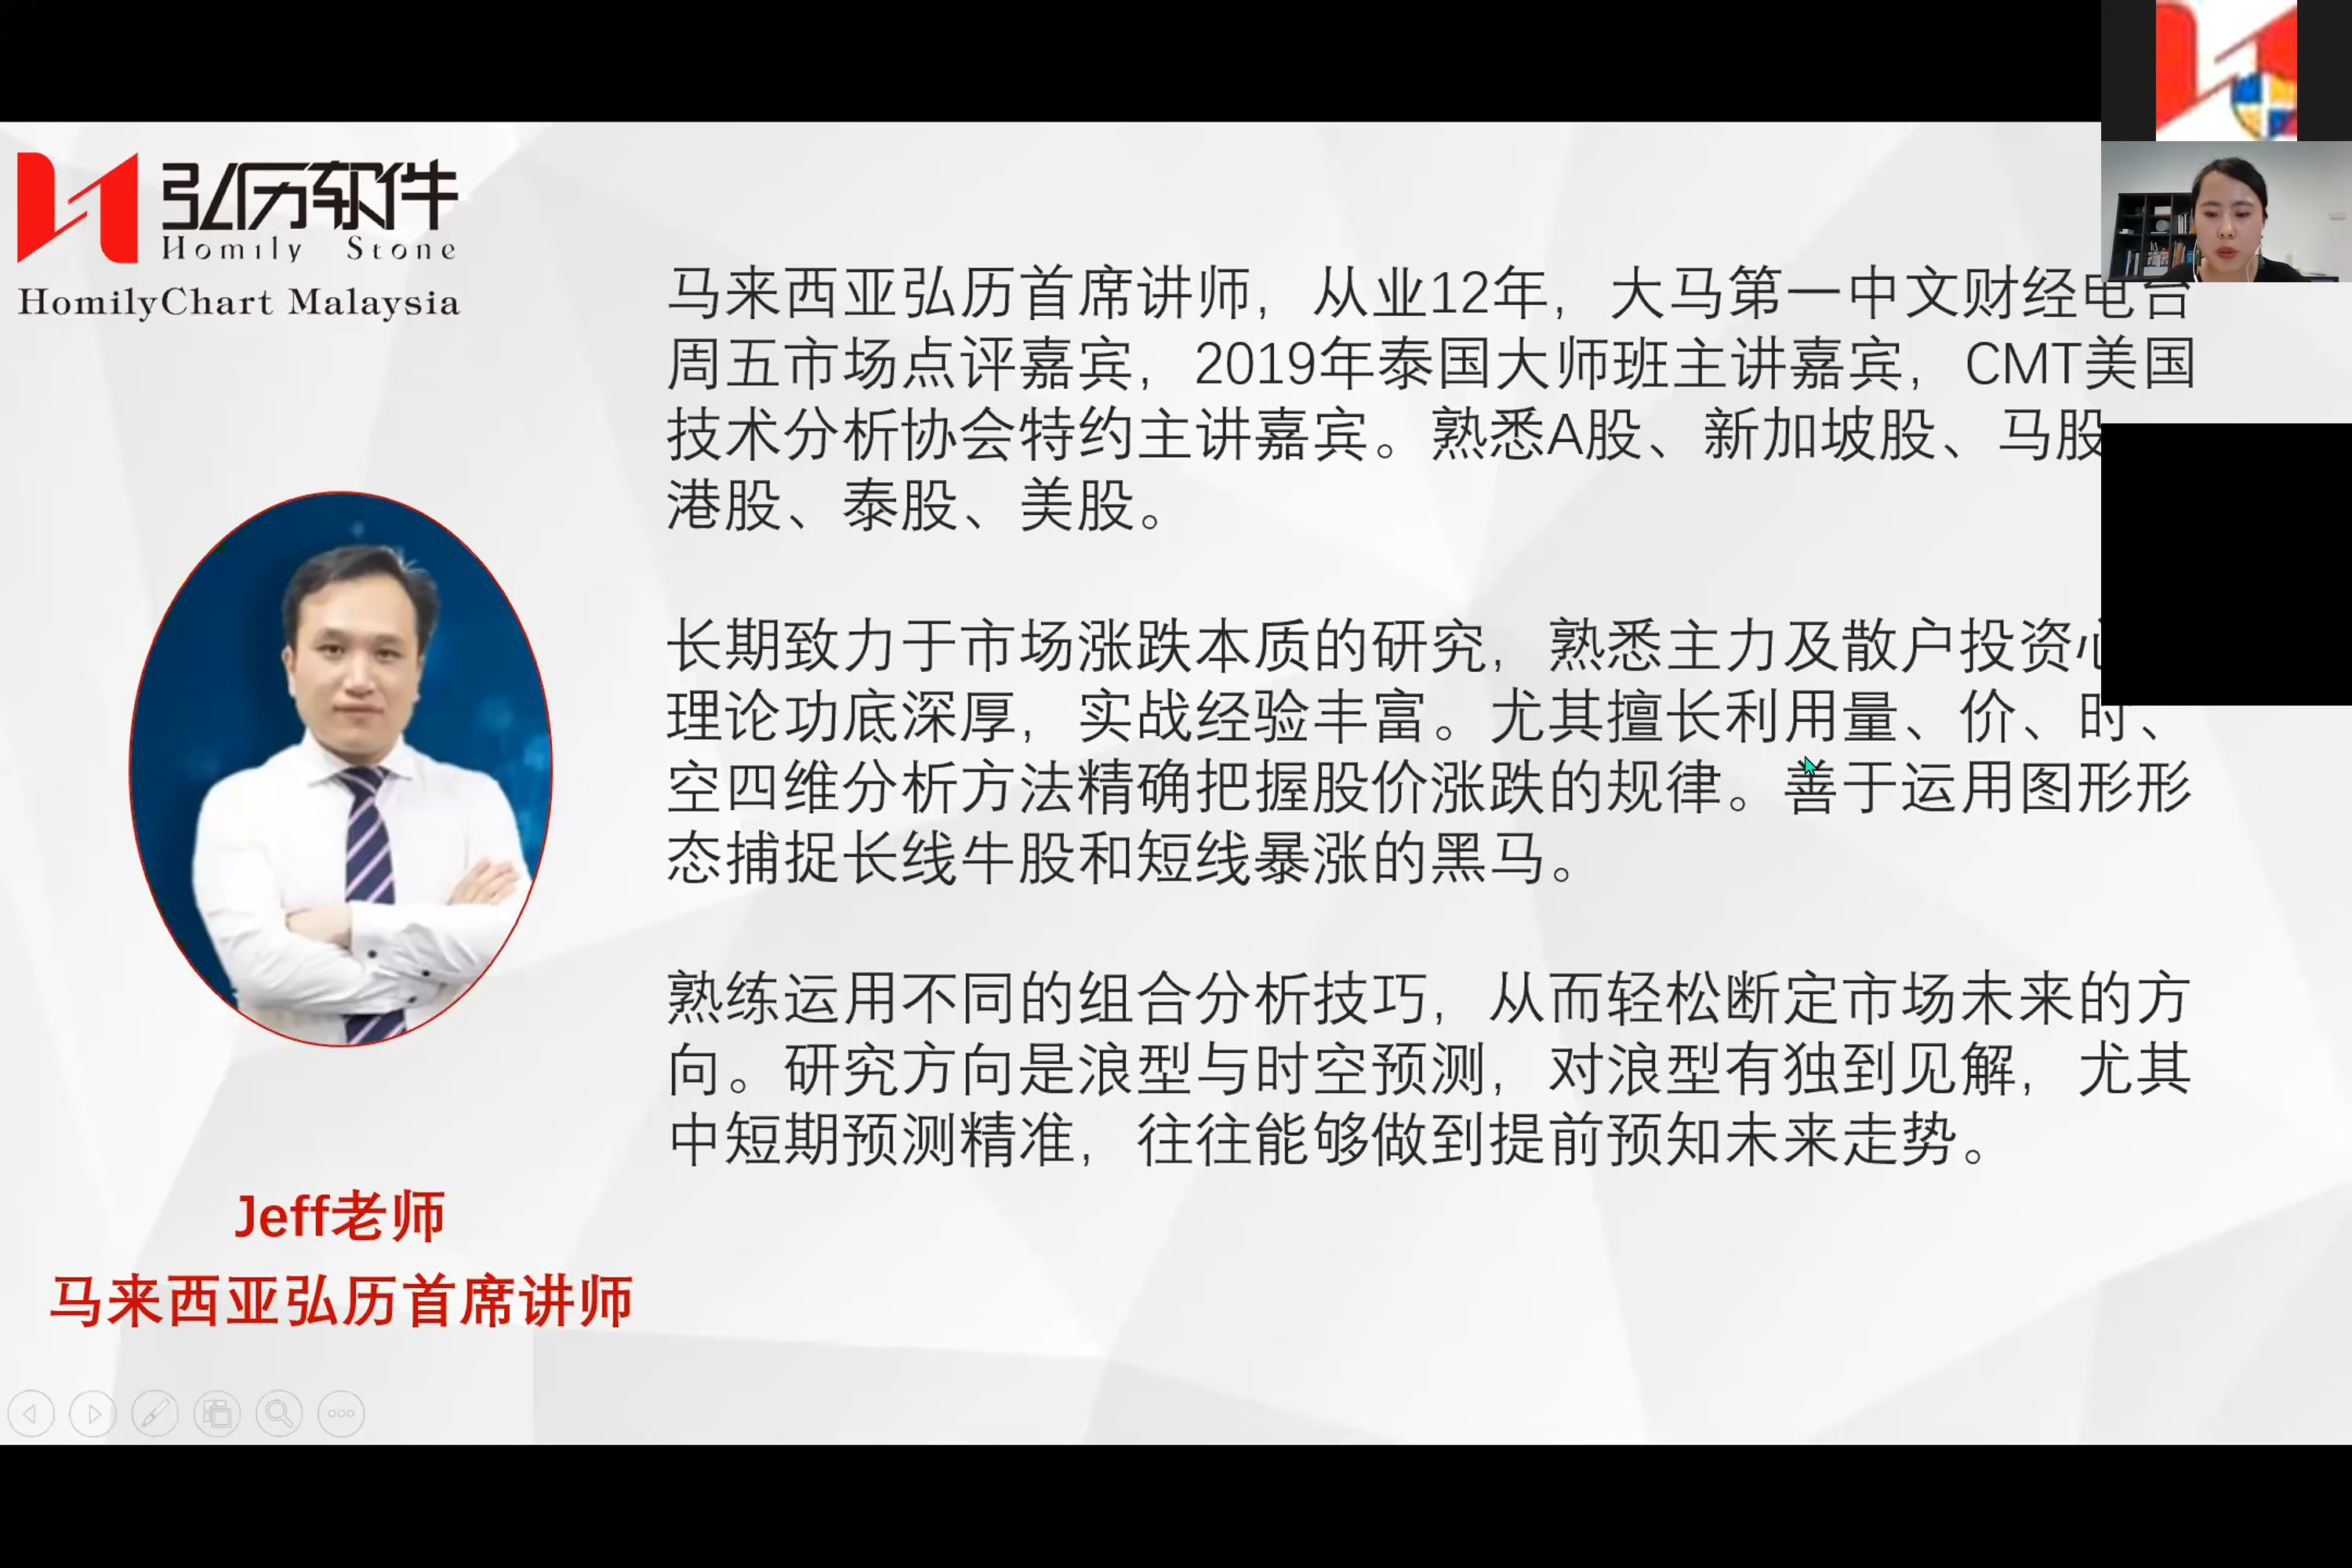 弘历软件
Homily Stone
HomilyChart Malaysia
马来西亚弘历首席讲师，从业12年，大马第一中文财经电台
周五市场点评嘉宾，2019年泰国大师班主讲嘉宾，CMT美国
技术分析协会特约主讲嘉宾。熟悉A股、新加坡股、马股
港股、泰股、美股。
长期致力于市场涨跌本质的研究，熟悉主力及散户投资心
理论功底深厚，实战经验丰富。尤其擅长利用量、价、时、
空四维分析方法精确把握股价涨跌的规律。善于运用图形形
态捕捉长线牛股和短线暴涨的黑马。
熟练运用不同的组合分析技巧，从而轻松断定市场未来的方
向。研究方向是浪型与时空预测，对浪型有独到见解，尤其
中短期预测精准，往往能够做到提前预知未来走势。
Jeff老师
马来西亚弘历首席讲师